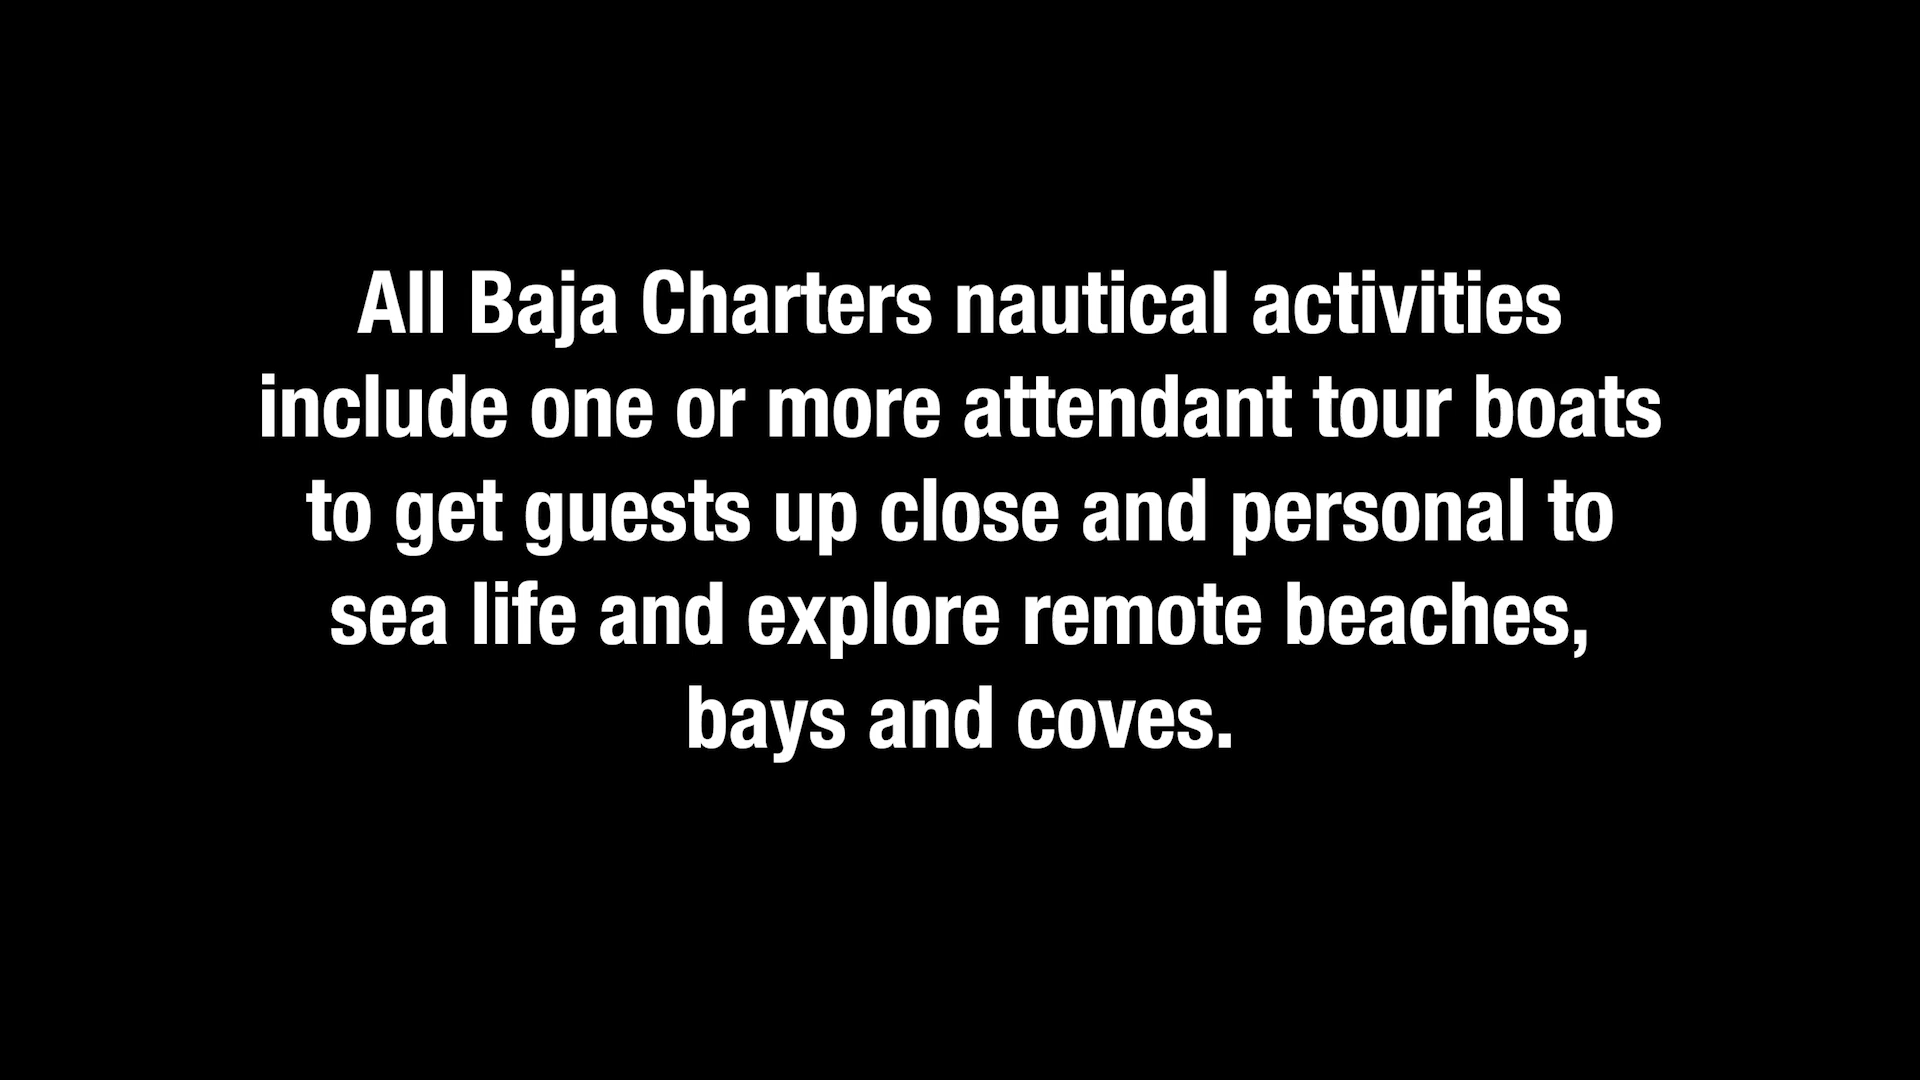 All Baja Charters nautical activities
include one or more attendant tour boats
to get guests up close and personal to
sea life and explore remote beaches,
bays and coves.